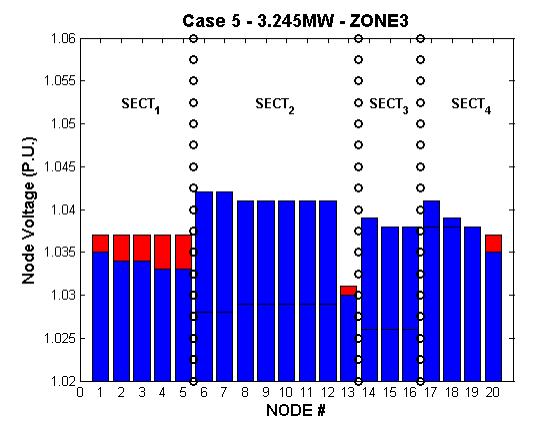 Case 5 - 3.245MW - ZONE3
1.06
1.055
1.05
1.045
1.04
1.035
1.03
1.025
1.02
Node Voltage (P.U.)
SECT1
SECT2
SECT3
SECT4
0 1 2 3 4 5 6 7 8 9 10 11 12 13 14 15 16 17 18 19 20
NODE #